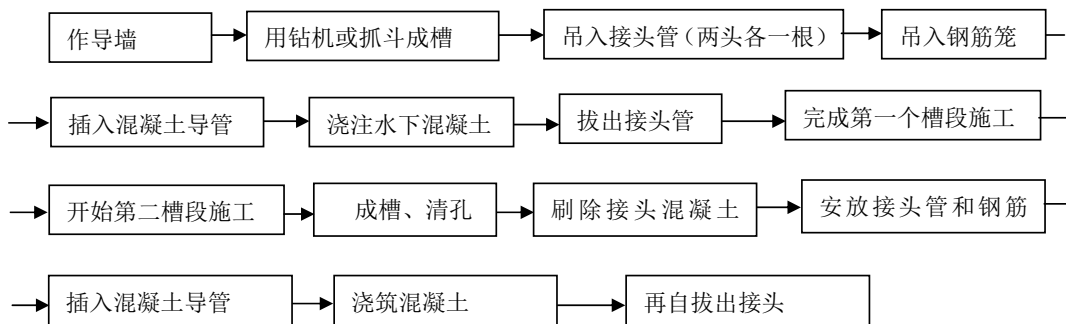 作导墙 用钻机或抓斗成槽 吊入接头管（两头各一根） 吊入钢筋笼
插入混凝土导管 浇注水下混凝土 拔出接头管 完成第一个槽段施工
开始第二槽段施工 成槽、清孔 刷除接头混凝土 安放接头管和钢筋
插入混凝土导管 浇筑混凝土 再自拔出接头